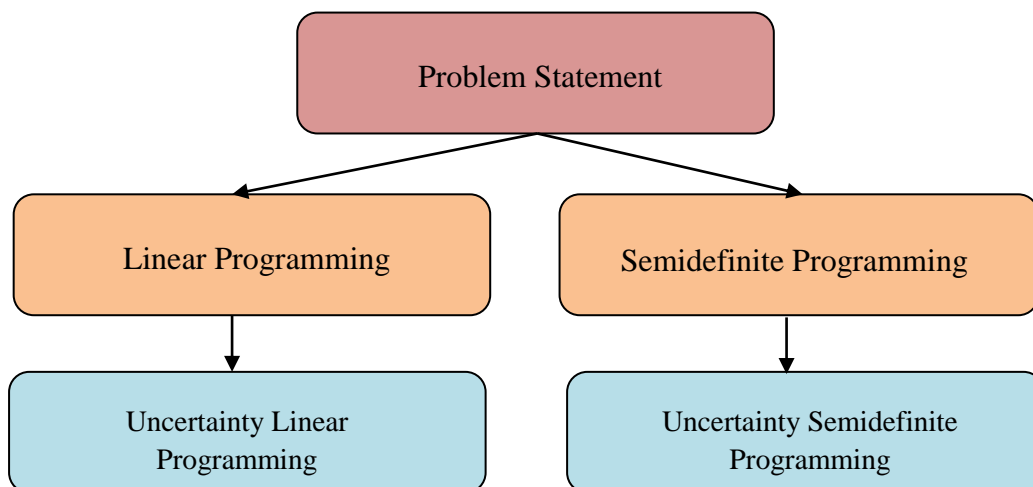 Problem Statement
Linear Programming
Semidefinite Programming
Uncertainty Linear
Programming
Uncertainty Semidefinite
Programming